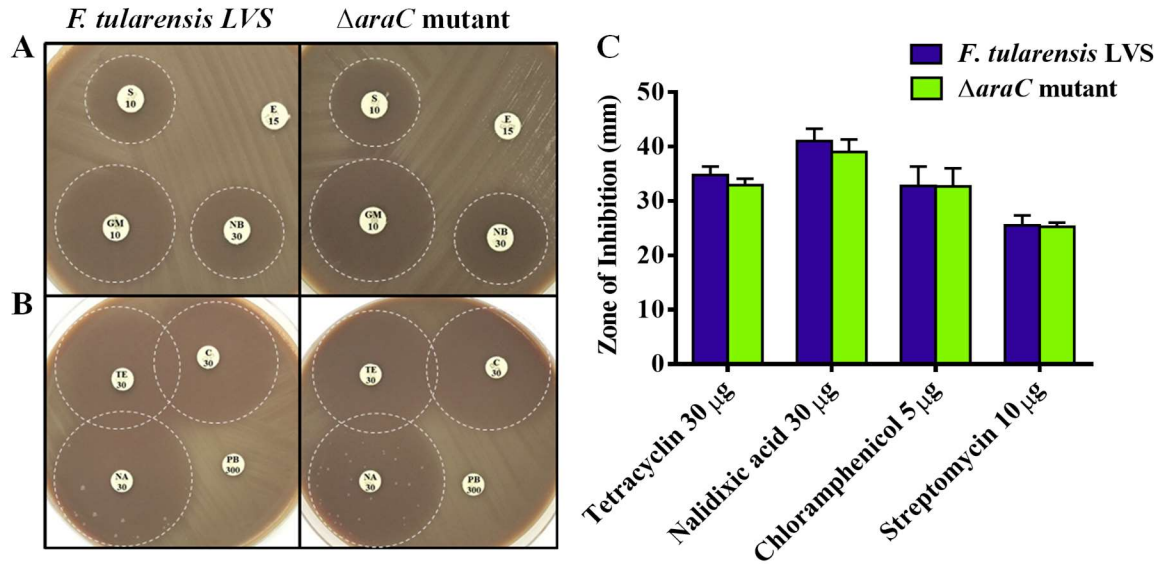 F. tularensis LVS
ΔaraC mutant
A
S
10
E
15
GM
10
NB
30
S
10
E
15
GM
10
NB
30
B
TE
30
C
30
NA
30
PB
300
TE
30
C
30
NA
30
PB
300
C
F. tularensis LVS
ΔaraC mutant
Zone of Inhibition (mm)
50
40
30
20
10
0
Tetracyclin 30 µg
Nalidixic acid 30 µg
Chloramphenicol 5 µg
Streptomycin 10 µg